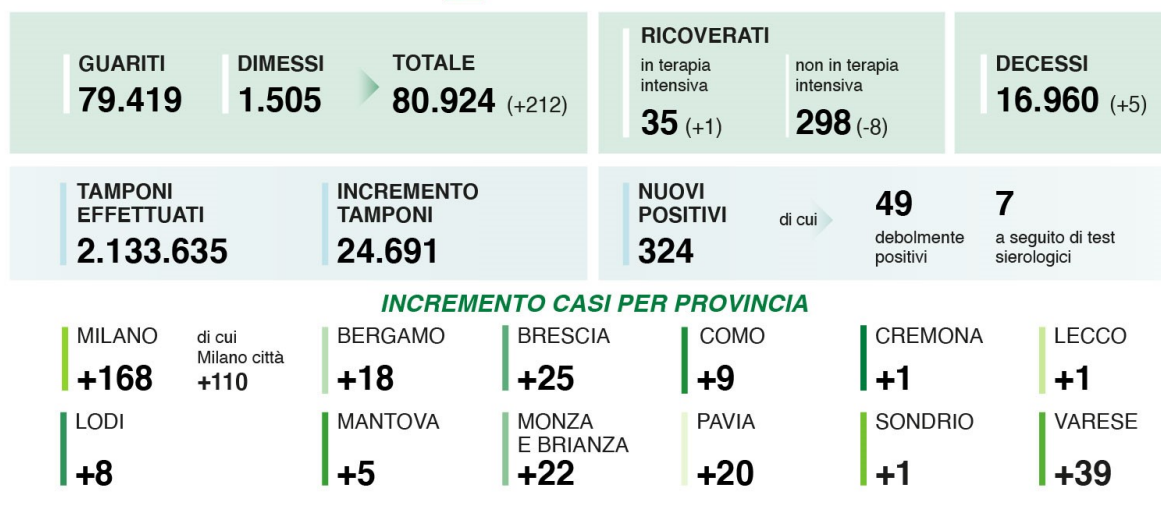 GUARITI
79.419
DIMESSI
1.505
TOTALE
80.924 (+212)
RICOVERATI
in terapia
intensiva
35 (+1)
non in terapia
intensiva
298 (-8)
DECESSI
16.960 (+5)
TAMPONI
EFFETTUATI
2.133.635
INCREMENTO
TAMPONI
24.691
NUOVI
POSITIVI
324
di cui
49
debolmente
positivi
7
a seguito di test
sierologici
INCREMENTO CASI PER PROVINCIA
MILANO
+168
di cui
Milano città
+110
BERGAMO
+18
BRESCIA
+25
COMO
+9
CREMONA
+1
LECCO
+1
LODI
+8
MANTOVA
+5
MONZA
E BRIANZA
+22
PAVIA
+20
SONDRIO
+1
VARESE
+39